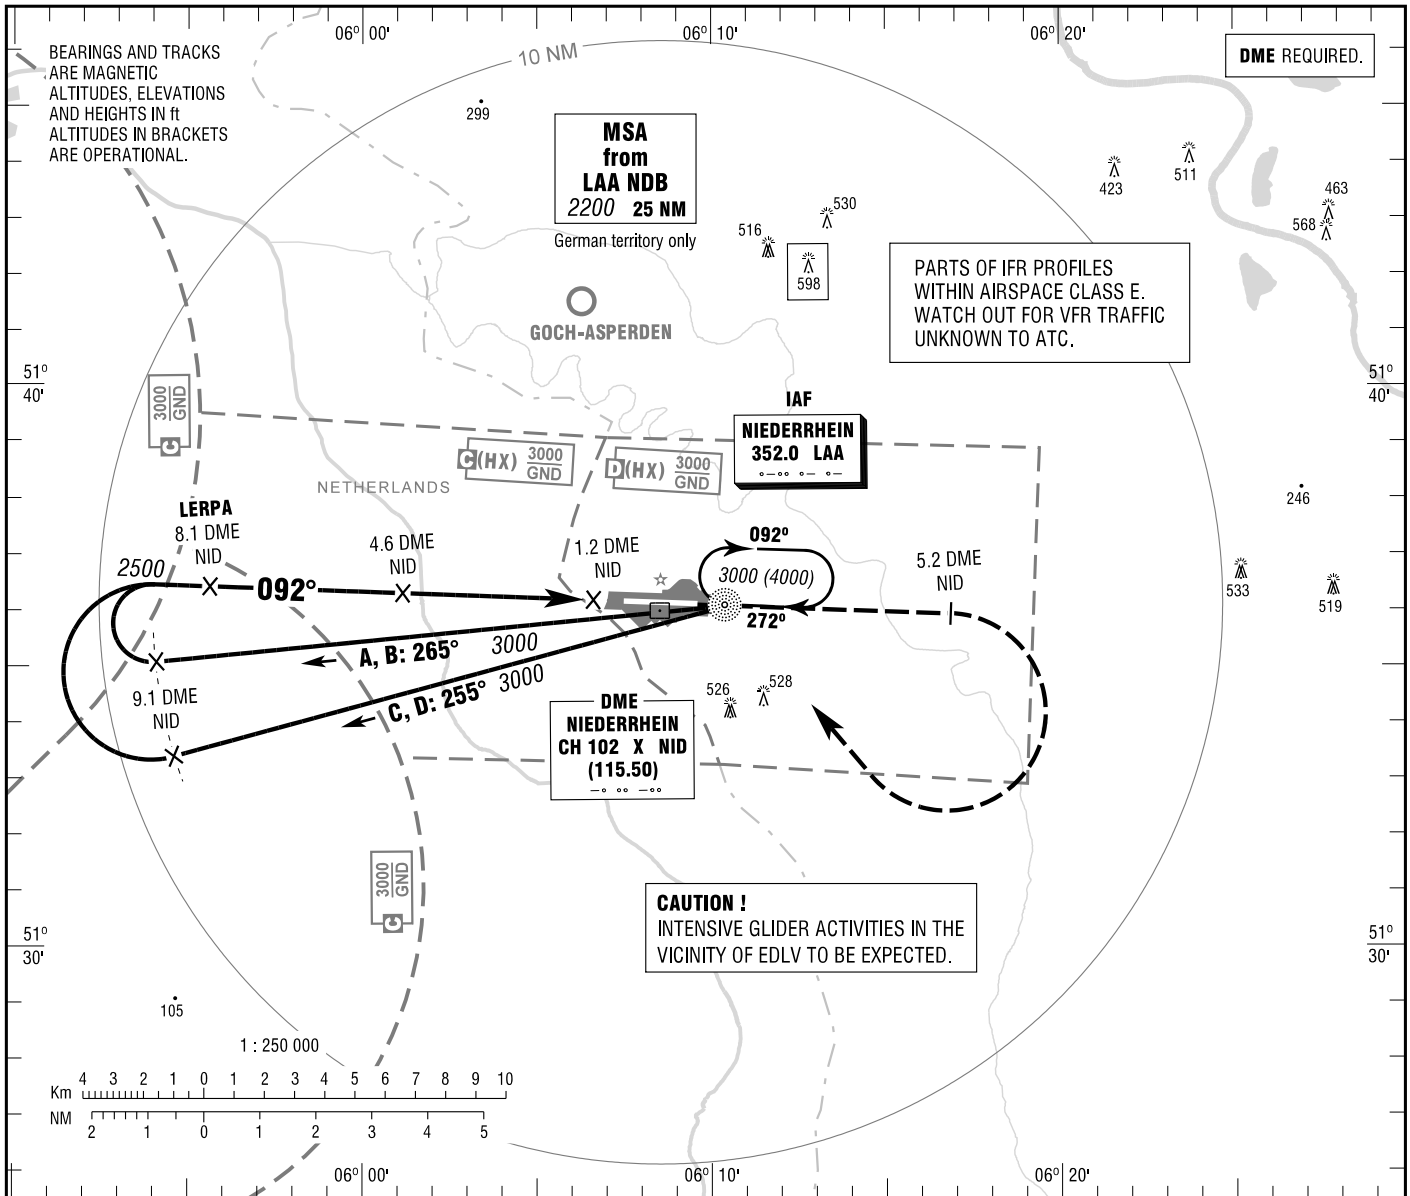 06° 00'
06° 10'
06° 20'
BEARINGS AND TRACKS
ARE MAGNETIC
ALTITUDES, ELEVATIONS
AND HEIGHTS IN ft
ALTITUDES IN BRACKETS
ARE OPERATIONAL.
10 NM
DME REQUIRED.
299
MSA
from
LAA NDB
2200 25 NM
German territory only
423
511
463
568
530
516
598
PARTS OF IFR PROFILES
WITHIN AIRSPACE CLASS E.
WATCH OUT FOR VFR TRAFFIC
UNKNOWN TO ATC.
GOCH-ASPERDEN
51°
40'
51°
40'
3000
GND
C
IAF
NIEDERRHEIN
352.0 LAA
C(HX) 3000
GND
D(HX) 3000
GND
NETHERLANDS
246
LERPA
8.1 DME
NID
4.6 DME
NID
1.2 DME
NID
092°
5.2 DME
NID
2500
092°
3000 (4000)
272°
533
519
A, B: 265°
3000
C, D: 255°
3000
9.1 DME
NID
526
528
DME
NIEDERRHEIN
CH 102 X NID
(115.50)
3000
GND
C
CAUTION !
INTENSIVE GLIDER ACTIVITIES IN THE
VICINITY OF EDLV TO BE EXPECTED.
51°
30'
51°
30'
105
1 : 250 000
Km 4 3 2 1 0 1 2 3 4 5 6 7 8 9 10
NM 2 1 0 1 2 3 4 5
06° 00'
06° 10'
06° 20'